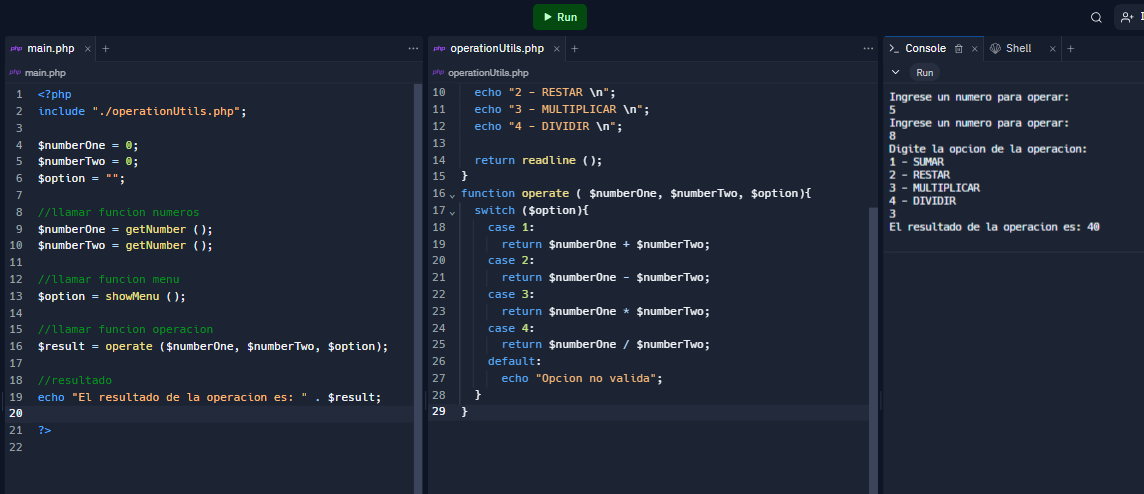 Run
php main.php × +
php main.php
1 <?php
2 include "./operationUtils.php";
3
4 $numberOne = 0;
5 $numberTwo = 0;
6 $option = "";
7
8 //llamar funcion numeros
9 $numberOne = getNumber ();
10 $numberTwo = getNumber ();
11
12 //llamar funcion menu
13 $option = showMenu ();
14
15 //llamar funcion operacion
16 $result = operate ($numberOne, $numberTwo, $option);
17
18 //resultado
19 echo "El resultado de la operacion es: " . $result;
20
21 ?>
22
php operationUtils.php × +
php operationUtils.php
10 echo "2 - RESTAR \n";
11 echo "3 - MULTIPLICAR \n";
12 echo "4 - DIVIDIR \n";
13
14 return readline ();
15 }
16 function operate ( $numberOne, $numberTwo, $option){
17 switch ($option){
18 case 1:
19 return $numberOne + $numberTwo;
20 case 2:
21 return $numberOne - $numberTwo;
22 case 3:
23 return $numberOne * $numberTwo;
24 case 4:
25 return $numberOne / $numberTwo;
26 default:
27 echo "Opcion no valida";
28 }
29 }
Console × Shell × +
Run
Ingrese un numero para operar:
5
Ingrese un numero para operar:
8
Digite la opcion de la operacion:
1 - SUMAR
2 - RESTAR
3 - MULTIPLICAR
4 - DIVIDIR
3
El resultado de la operacion es: 40